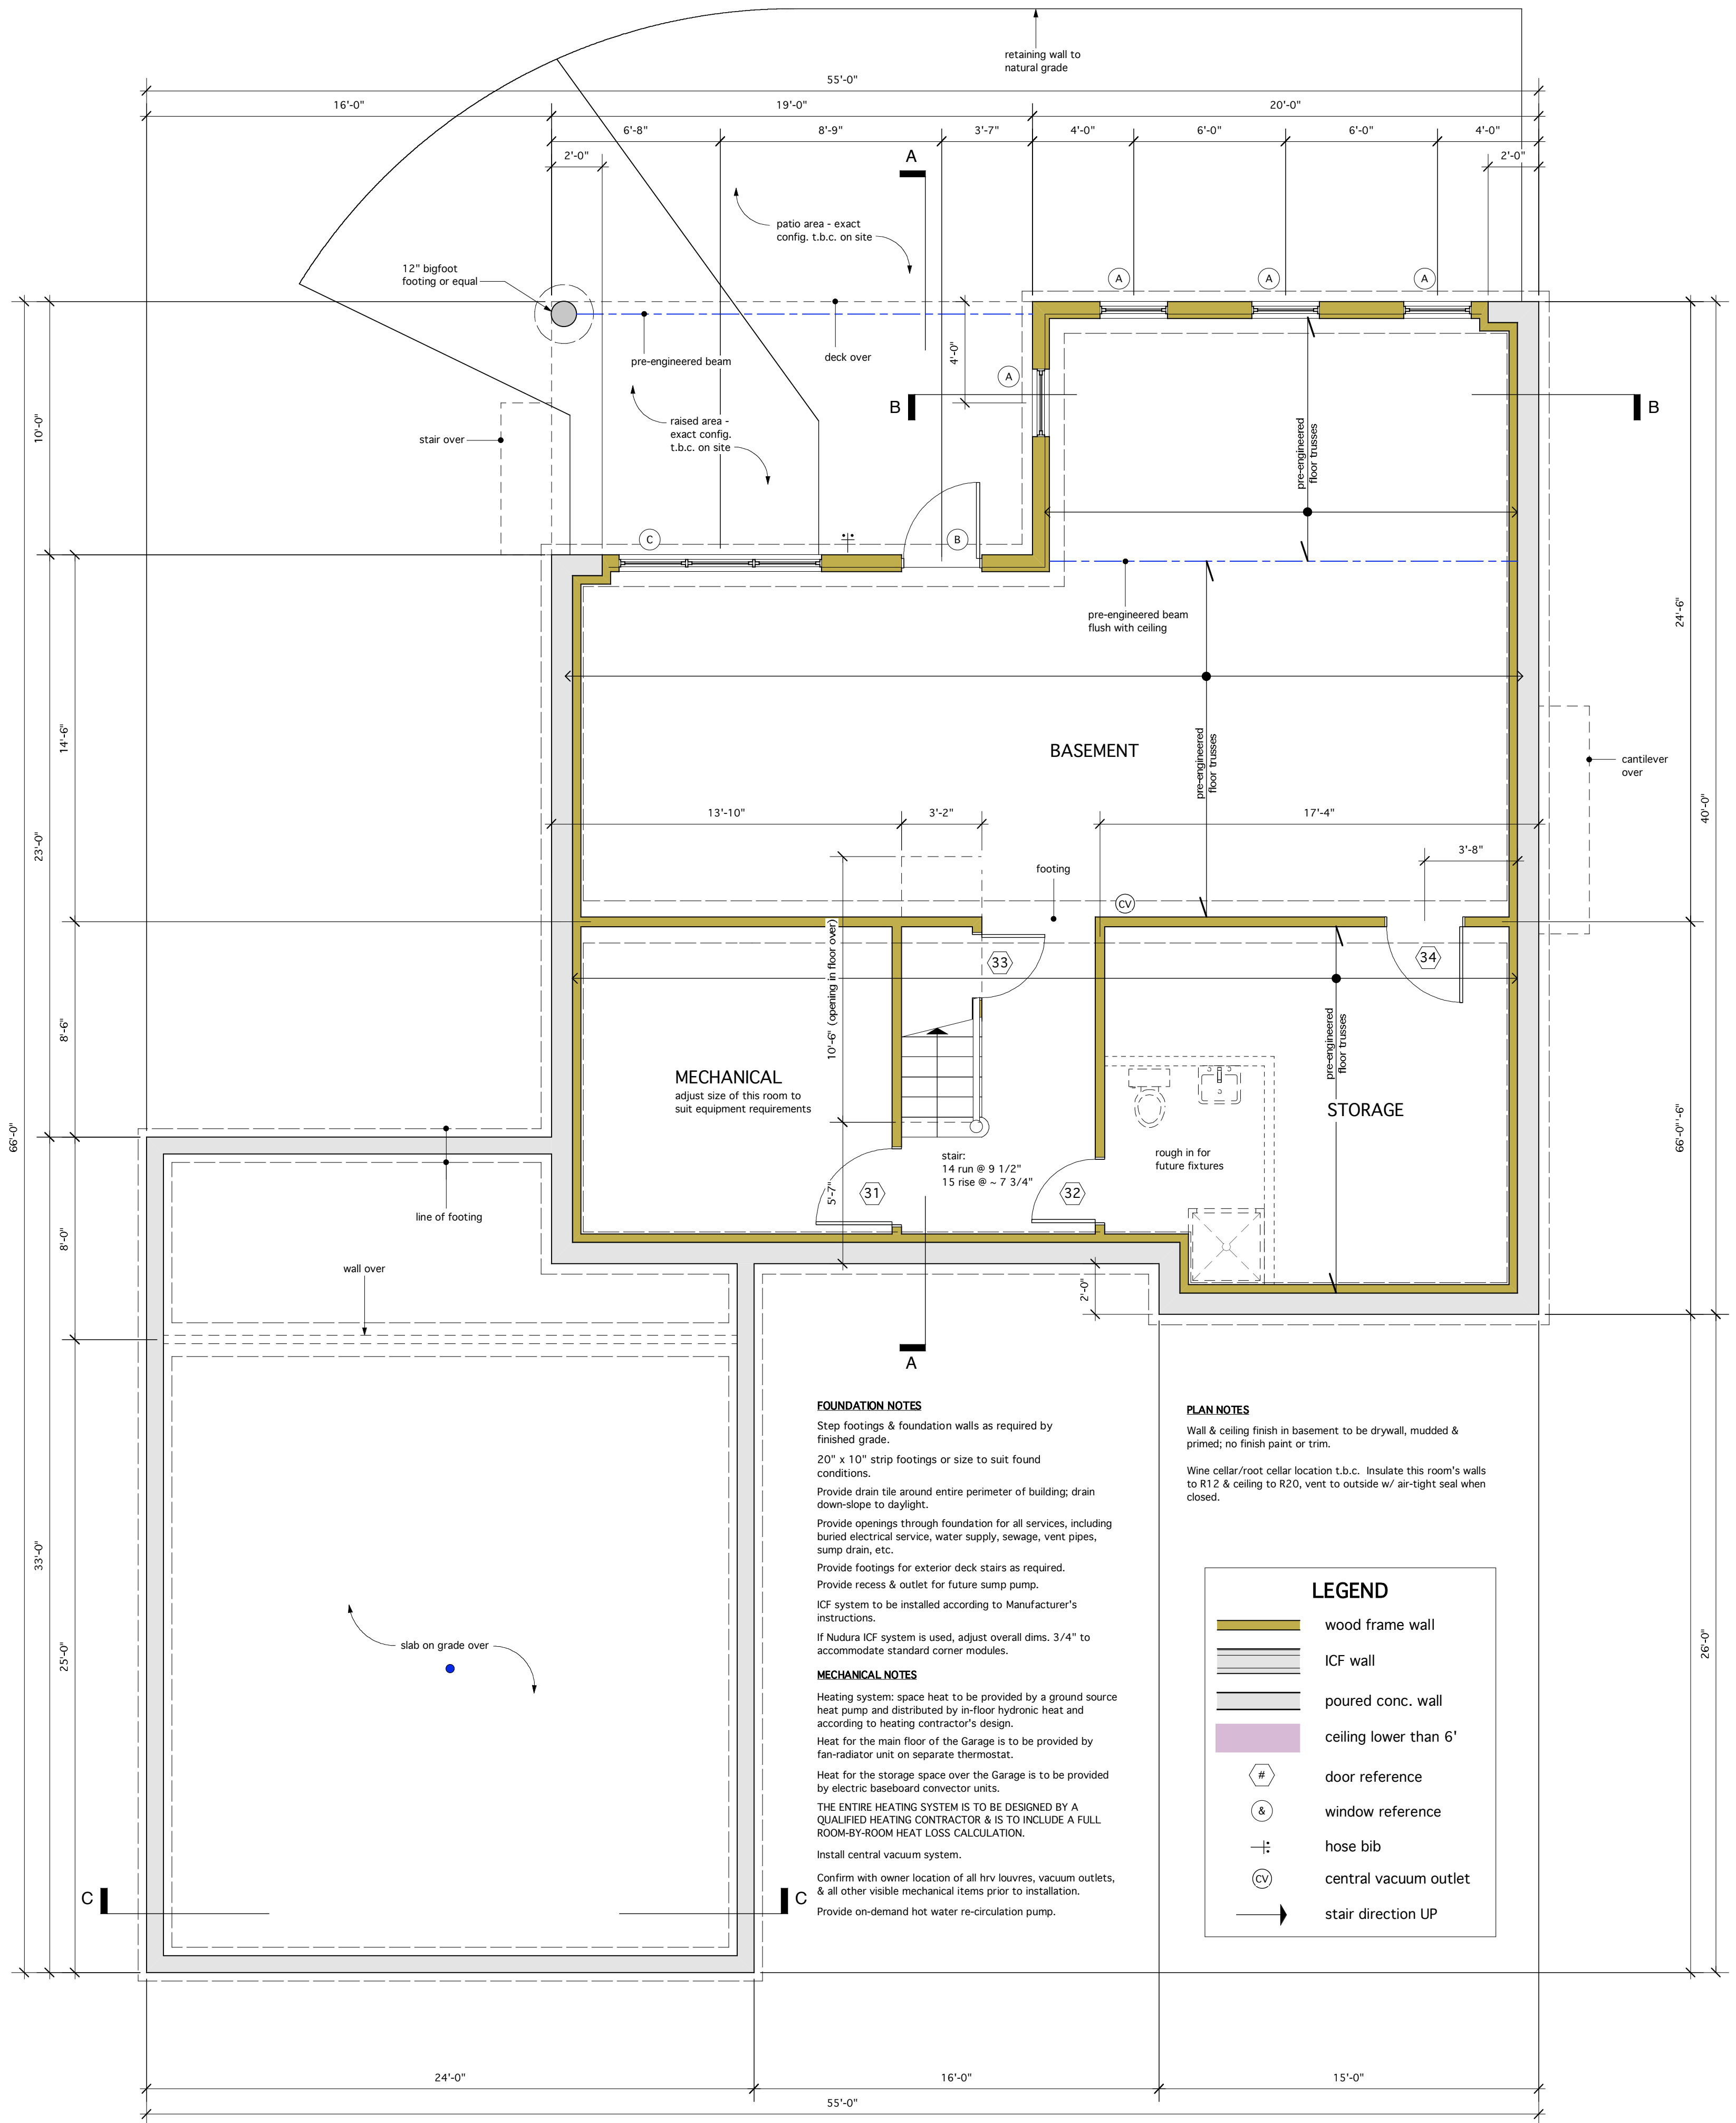 retaining wall to
natural grade
55'-0"
16'-0"
19'-0"
20'-0"
6'-8"
8'-9"
3'-7"
4'-0"
6'-0"
6'-0"
4'-0"
2'-0"
A
2'-0"
patio area - exact
config. t.b.c. on site
12" bigfoot
footing or equal
A
A
A
pre-engineered beam
deck over
4'-0"
A
B
B
10'-0"
stair over
raised area -
exact config.
t.b.c. on site
pre-engineered
floor trusses
C
B
pre-engineered beam
flush with ceiling
24'-6"
14'-6"
BASEMENT
pre-engineered
floor trusses
cantilever
over
13'-10"
3'-2"
17'-4"
40'-0"
23'-0"
3'-8"
footing
CV
10'-6" (opening in floor over)
33
34
8'-6"
MECHANICAL
adjust size of this room to
suit equipment requirements
pre-engineered
floor trusses
STORAGE
66'-0"
66'-0"'-6"
stair:
14 run @ 9 1/2"
15 rise @ ~ 7 3/4"
rough in for
future fixtures
5'-7"
31
32
line of footing
8'-0"
wall over
2'-0"
A
FOUNDATION NOTES
Step footings & foundation walls as required by
finished grade.
20" x 10" strip footings or size to suit found
conditions.
Provide drain tile around entire perimeter of building; drain
down-slope to daylight.
Provide openings through foundation for all services, including
buried electrical service, water supply, sewage, vent pipes,
sump drain, etc.
Provide footings for exterior deck stairs as required.
Provide recess & outlet for future sump pump.
ICF system to be installed according to Manufacturer's
instructions.
If Nudura ICF system is used, adjust overall dims. 3/4" to
accommodate standard corner modules.
MECHANICAL NOTES
Heating system: space heat to be provided by a ground source
heat pump and distributed by in-floor hydronic heat and
according to heating contractor's design.
Heat for the main floor of the Garage is to be provided by
fan-radiator unit on separate thermostat.
Heat for the storage space over the Garage is to be provided
by electric baseboard convector units.
THE ENTIRE HEATING SYSTEM IS TO BE DESIGNED BY A
QUALIFIED HEATING CONTRACTOR & IS TO INCLUDE A FULL
ROOM-BY-ROOM HEAT LOSS CALCULATION.
Install central vacuum system.
Confirm with owner location of all hrv louvres, vacuum outlets,
& all other visible mechanical items prior to installation.
Provide on-demand hot water re-circulation pump.
PLAN NOTES
Wall & ceiling finish in basement to be drywall, mudded &
primed; no finish paint or trim.
Wine cellar/root cellar location t.b.c. Insulate this room's walls
to R12 & ceiling to R20, vent to outside w/ air-tight seal when
closed.
LEGEND
wood frame wall
ICF wall
poured conc. wall
ceiling lower than 6'
# door reference
& window reference
hose bib
CV central vacuum outlet
stair direction UP
33'-0"
25'-0"
slab on grade over
26'-0"
C
C
24'-0"
16'-0"
15'-0"
55'-0"